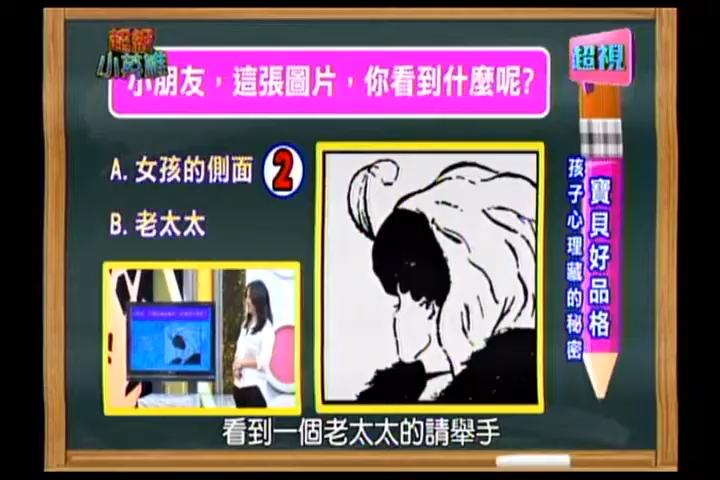 超級
小英雄
超視
小朋友，這張圖片，你看到什麼呢?
A. 女孩的側面
2
B. 老太太
寶貝好品格
孩子心理藏的秘密
看到一個老太太的請舉手